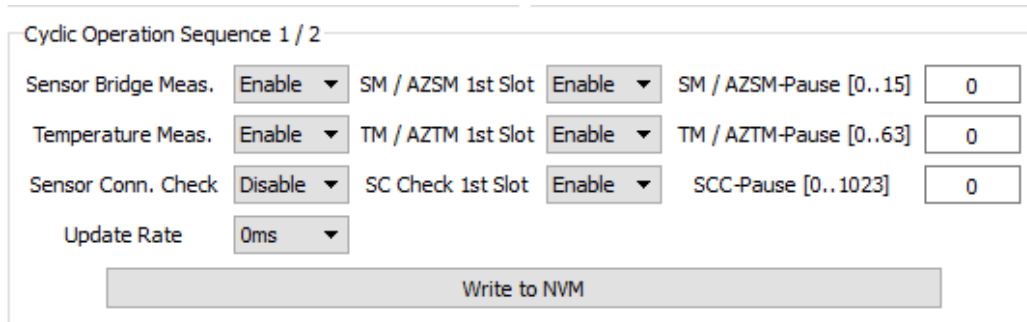 Cyclic Operation Sequence 1 / 2
Sensor Bridge Meas. Enable SM / AZSM 1st Slot Enable SM / AZSM-Pause [0..15] 0
Temperature Meas. Enable TM / AZTM 1st Slot Enable TM / AZTM-Pause [0..63] 0
Sensor Conn. Check Disable SC Check 1st Slot Enable SCC-Pause [0..1023] 0
Update Rate 0ms
Write to NVM